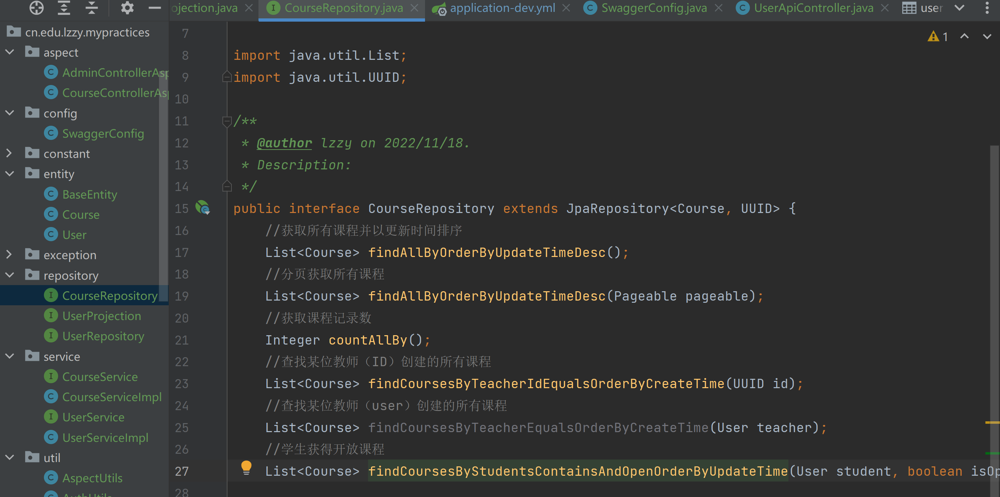 ojection.java
CourseRepository.java
application-dev.yml
SwaggerConfig.java
UserApiController.java
user
cn.edu.lzzy.mypractices
aspect
AdminControllerAsp
CourseControllerAsp
config
SwaggerConfig
constant
entity
BaseEntity
Course
User
exception
repository
CourseRepository
UserProjection
UserRepository
service
CourseService
CourseServiceImpl
UserService
UserServiceImpl
util
AspectUtils
AuthUtils
1
7
8 import java.util.List;
9 import java.util.UUID;
10
11 /**
12 * @author lzzy on 2022/11/18.
13 * Description:
14 */
15 public interface CourseRepository extends JpaRepository<Course, UUID> {
16 //获取所有课程并以更新时间排序
17 List<Course> findAllByOrderByUpdateTimeDesc();
18 //分页获取所有课程
19 List<Course> findAllByOrderByUpdateTimeDesc(Pageable pageable);
20 //获取课程记录数
21 Integer countAllBy();
22 //查找某位教师（ID）创建的所有课程
23 List<Course> findCoursesByTeacherIdEqualsOrderByCreateTime(UUID id);
24 //查找某位教师（user）创建的所有课程
25 List<Course> findCoursesByTeacherEqualsOrderByCreateTime(User teacher);
26 //学生获得开放课程
27 List<Course> findCoursesByStudentsContainsAndOpenOrderByUpdateTime(User student, boolean isOp
28